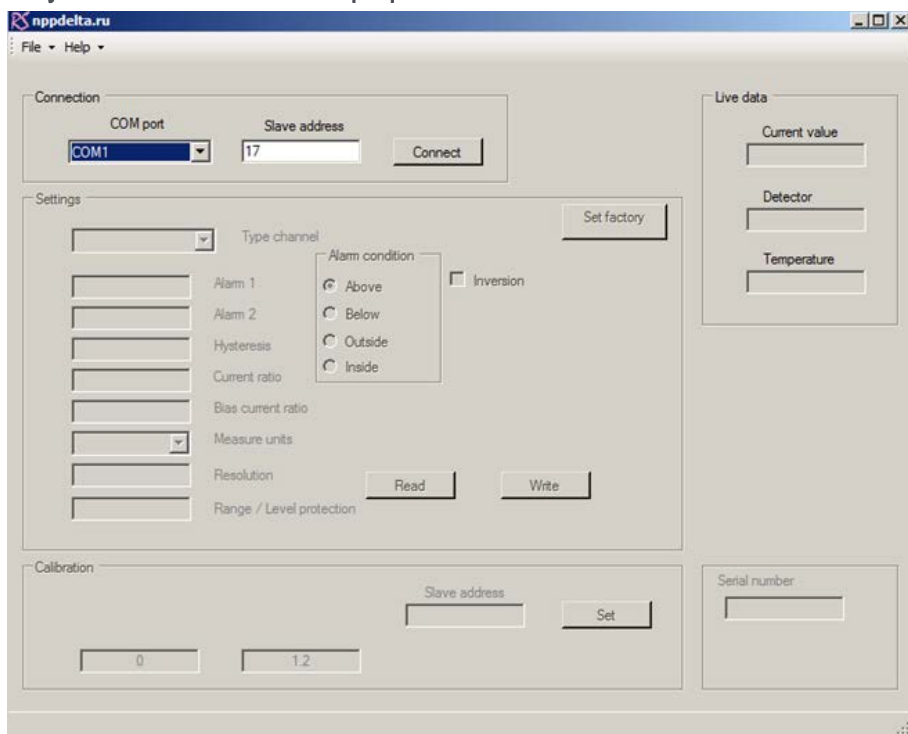 nppdelta.ru
File Help
Connection
COM port Slave address
COM1 17 Connect
Live data
Current value
Detector
Temperature
Settings
Set factory
Type channel
Alarm condition
Alarm 1 Above Inversion
Alarm 2 Below
Hysteresis Outside
Inside
Current ratio
Bias current ratio
Measure units
Resolution
Read Write
Range / Level protection
Calibration
Slave address
Set
0 1.2
Serial number